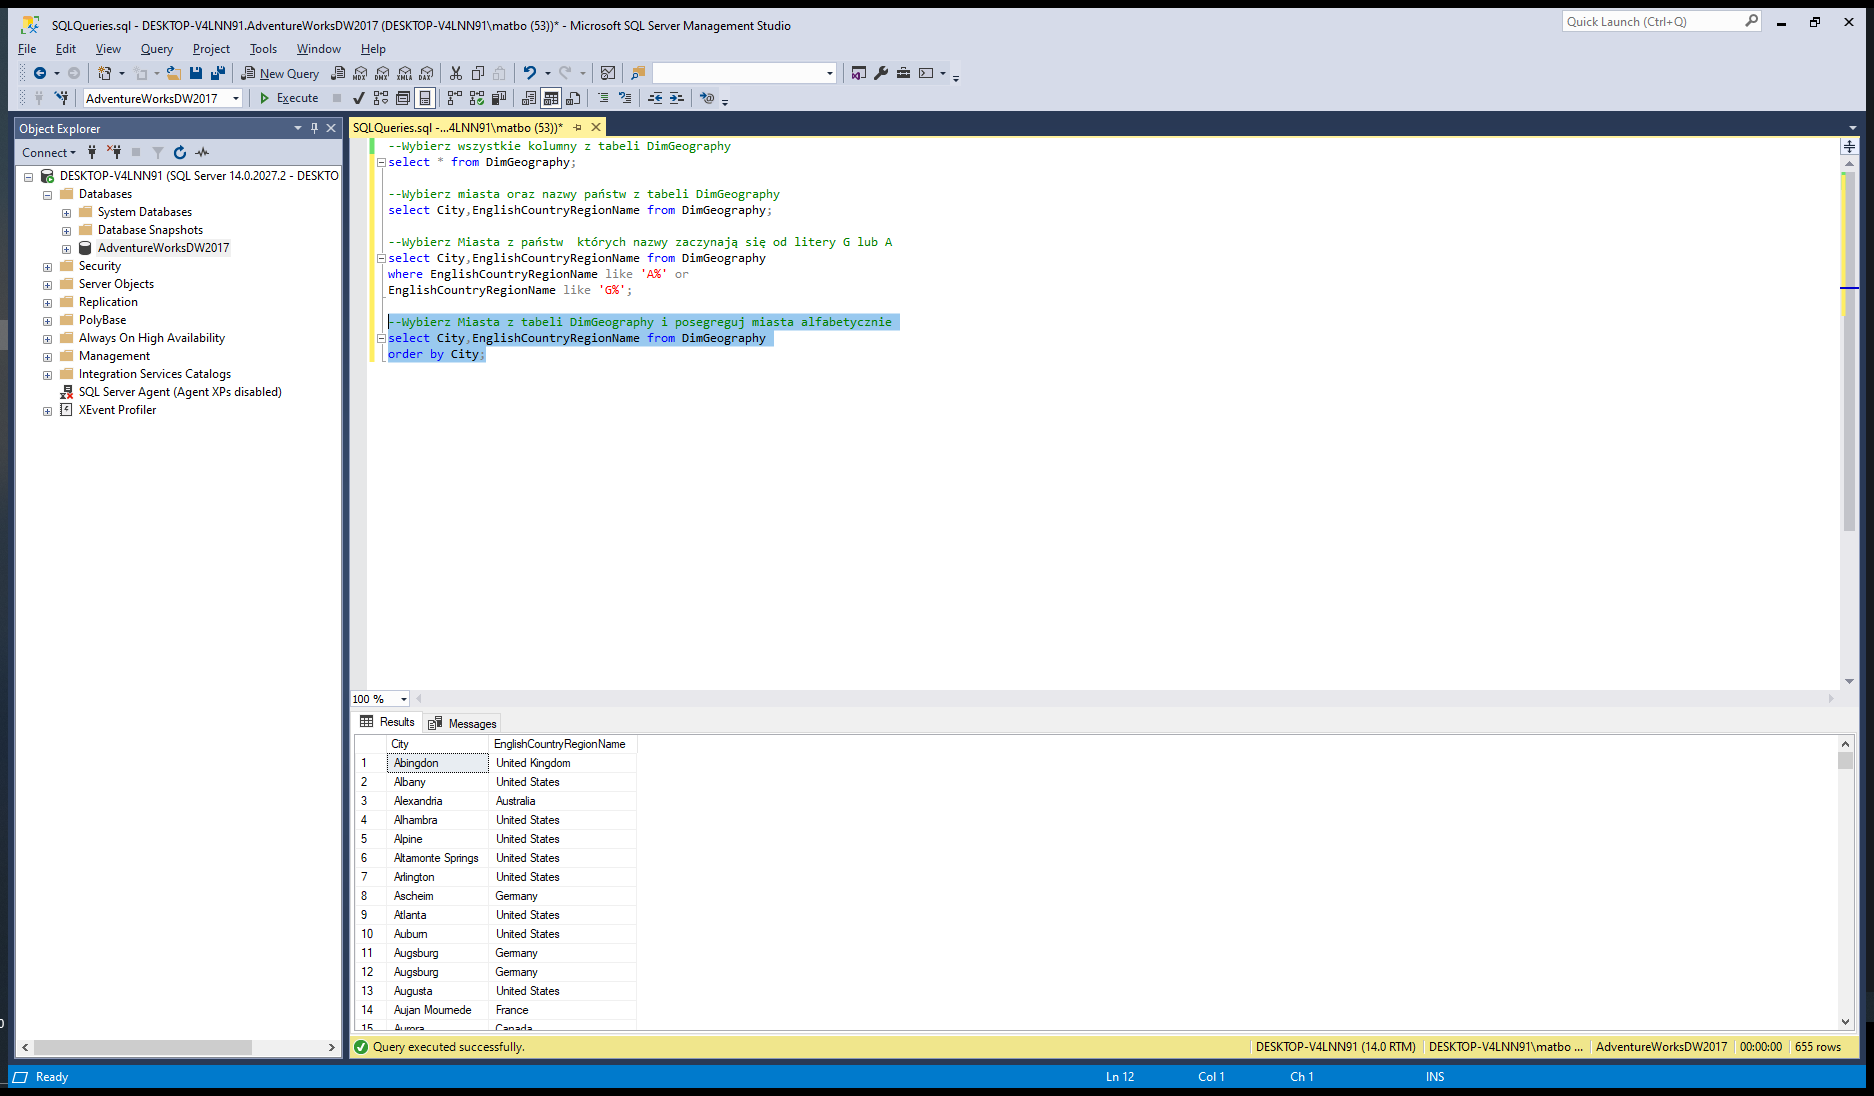 SQLQueries.sql - DESKTOP-V4LNN91.AdventureWorksDW2017 (DESKTOP-V4LNN91\matbo (53))* - Microsoft SQL Server Management Studio
Quick Launch (Ctrl+Q)
File Edit View Query Project Tools Window Help
New Query MDX DMX XMLA DAX
AdventureWorksDW2017 Execute
Object Explorer
Connect
DESKTOP-V4LNN91 (SQL Server 14.0.2027.2 - DESKTO
Databases
System Databases
Database Snapshots
AdventureWorksDW2017
Security
Server Objects
Replication
PolyBase
Always On High Availability
Management
Integration Services Catalogs
SQL Server Agent (Agent XPs disabled)
XEvent Profiler
SQLQueries.sql -...4LNN91\matbo (53))*
--Wybierz wszystkie kolumny z tabeli DimGeography
select * from DimGeography;
--Wybierz miasta oraz nazwy państw z tabeli DimGeography
select City,EnglishCountryRegionName from DimGeography;
--Wybierz Miasta z państw  których nazwy zaczynają się od litery G lub A
select City,EnglishCountryRegionName from DimGeography
where EnglishCountryRegionName like 'A%' or
EnglishCountryRegionName like 'G%';
--Wybierz Miasta z tabeli DimGeography i posegreguj miasta alfabetycznie
select City,EnglishCountryRegionName from DimGeography
order by City;
100 %
Results Messages
City EnglishCountryRegionName
1 Abingdon United Kingdom
2 Albany United States
3 Alexandria Australia
4 Alhambra United States
5 Alpine United States
6 Altamonte Springs United States
7 Arlington United States
8 Ascheim Germany
9 Atlanta United States
10 Auburn United States
11 Augsburg Germany
12 Augsburg Germany
13 Augusta United States
14 Aujan Mournede France
15 Aurora Canada
Query executed successfully.
DESKTOP-V4LNN91 (14.0 RTM) DESKTOP-V4LNN91\matbo ... AdventureWorksDW2017 00:00:00 655 rows
Ready Ln 12 Col 1 Ch 1 INS